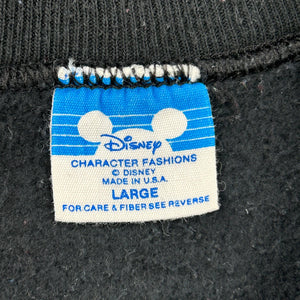 Disney
CHARACTER FASHIONS
© DISNEY
MADE IN U.S.A.
LARGE
FOR CARE & FIBER SEE REVERSE